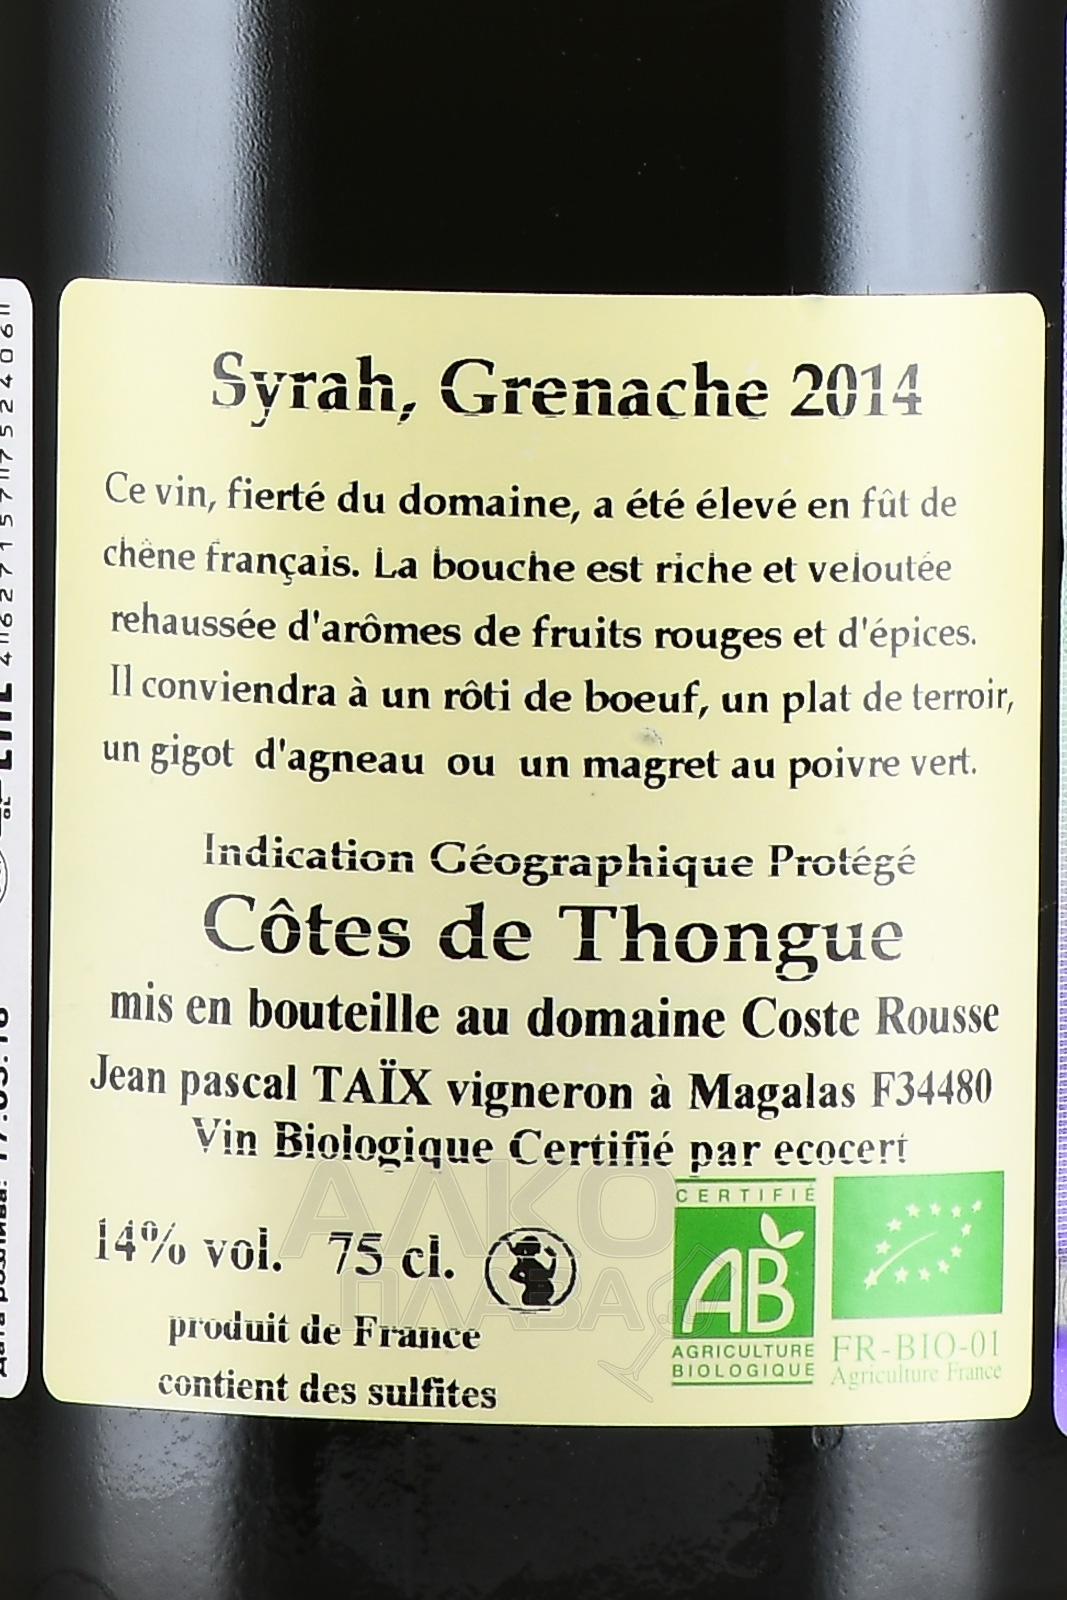 Syrah, Grenache 2014
Ce vin, fierté du domaine, a été élevé en fût de
chêne français. La bouche est riche et veloutée
rehaussée d'arômes de fruits rouges et d'épices.
Il conviendra à un rôti de boeuf, un plat de terroir,
un gigot d'agneau ou un magret au poivre vert.
Indication Géographique Protégé
Côtes de Thongue
mis en bouteille au domaine Coste Rousse
Jean pascal TAÏX vigneron à Magalas F34480
Vin Biologique Certifié par ecocert
14% vol. 75 cl.
produit de France
contient des sulfites
CERTIFIÉ
AB
AGRICULTURE
BIOLOGIQUE
FR-BIO-01
Agriculture France
АЛКО
ПЛАЗА.ru